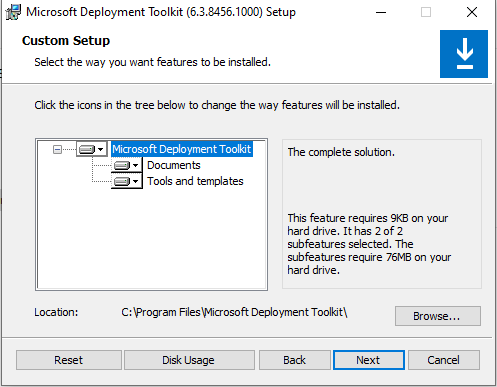 Microsoft Deployment Toolkit (6.3.8456.1000) Setup
Custom Setup
Select the way you want features to be installed.
Click the icons in the tree below to change the way features will be installed.
Microsoft Deployment Toolkit
Documents
Tools and templates
The complete solution.
This feature requires 9KB on your
hard drive. It has 2 of 2
subfeatures selected. The
subfeatures require 76MB on your
hard drive.
Location:
C:\Program Files\Microsoft Deployment Toolkit\
Browse...
Reset
Disk Usage
Back
Next
Cancel